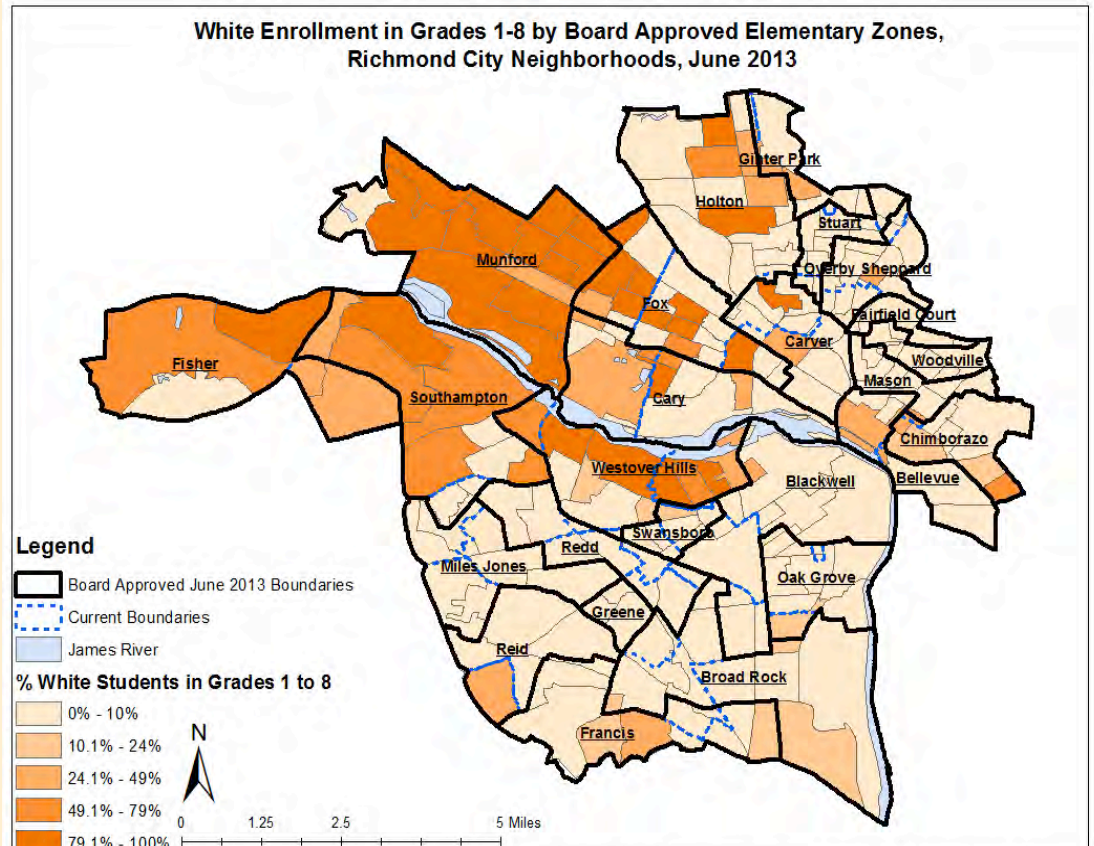 White Enrollment in Grades 1-8 by Board Approved Elementary Zones,
Richmond City Neighborhoods, June 2013
Ginter Park
Holton
Stuart
Munford
Overby Sheppard
Fox
Fairfield Court
Carver
Woodville
Fisher
Mason
Southampton
Cary
Chimborazo
Westover Hills
Bellevue
Blackwell
Swansboro
Redd
Miles Jones
Oak Grove
Greene
Reid
Broad Rock
Francis
Legend
Board Approved June 2013 Boundaries
Current Boundaries
James River
% White Students in Grades 1 to 8
0% - 10%
10.1% - 24%
24.1% - 49%
49.1% - 79%
79.1% - 100%
N
0 1.25 2.5 5 Miles